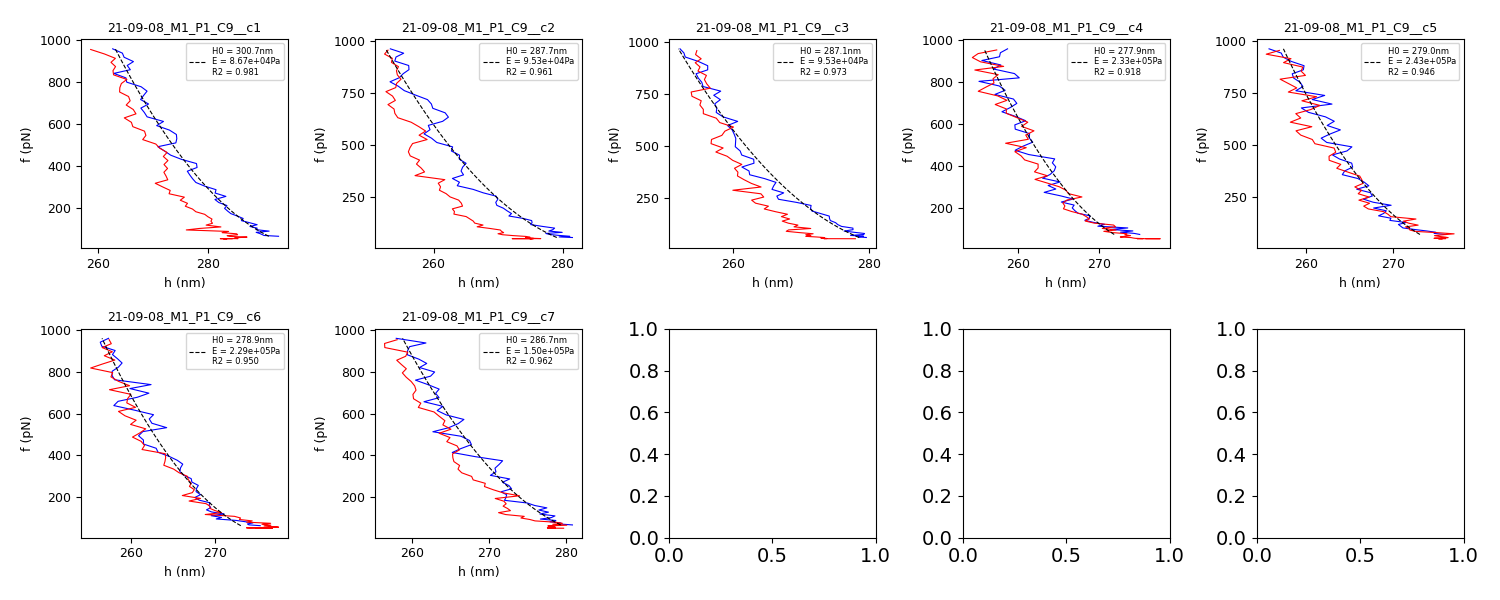 21-09-08_M1_P1_C9__c1
H0 = 300.7nm
E = 8.67e+04Pa
R2 = 0.981
1000
800
600
400
200
f (pN)
260
280
h (nm)
21-09-08_M1_P1_C9__c2
H0 = 287.7nm
E = 9.53e+04Pa
R2 = 0.961
1000
750
500
250
f (pN)
260
280
h (nm)
21-09-08_M1_P1_C9__c3
H0 = 287.1nm
E = 9.53e+04Pa
R2 = 0.973
1000
750
500
250
f (pN)
260
280
h (nm)
21-09-08_M1_P1_C9__c4
H0 = 277.9nm
E = 2.33e+05Pa
R2 = 0.918
1000
800
600
400
200
f (pN)
260
270
h (nm)
21-09-08_M1_P1_C9__c5
H0 = 279.0nm
E = 2.43e+05Pa
R2 = 0.946
1000
750
500
250
f (pN)
260
270
h (nm)
21-09-08_M1_P1_C9__c6
H0 = 278.9nm
E = 2.29e+05Pa
R2 = 0.950
1000
800
600
400
200
f (pN)
260
270
h (nm)
21-09-08_M1_P1_C9__c7
H0 = 286.7nm
E = 1.50e+05Pa
R2 = 0.962
1000
800
600
400
200
f (pN)
260
270
280
h (nm)
1.0
0.8
0.6
0.4
0.2
0.0
0.0
0.5
1.0
1.0
0.8
0.6
0.4
0.2
0.0
0.0
0.5
1.0
1.0
0.8
0.6
0.4
0.2
0.0
0.0
0.5
1.0